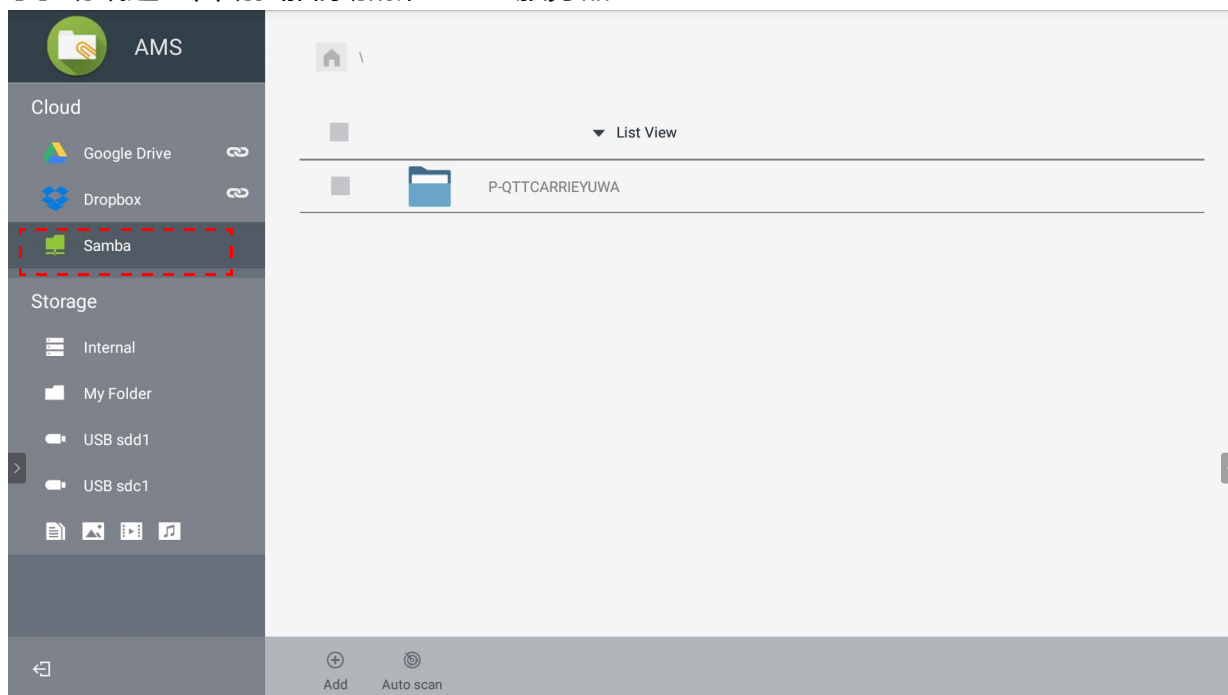 AMS
\
Cloud
List View
Google Drive
P-QTTCARRIEYUWA
Dropbox
Samba
Storage
Internal
My Folder
USB sdd1
USB sdc1
Add
Auto scan